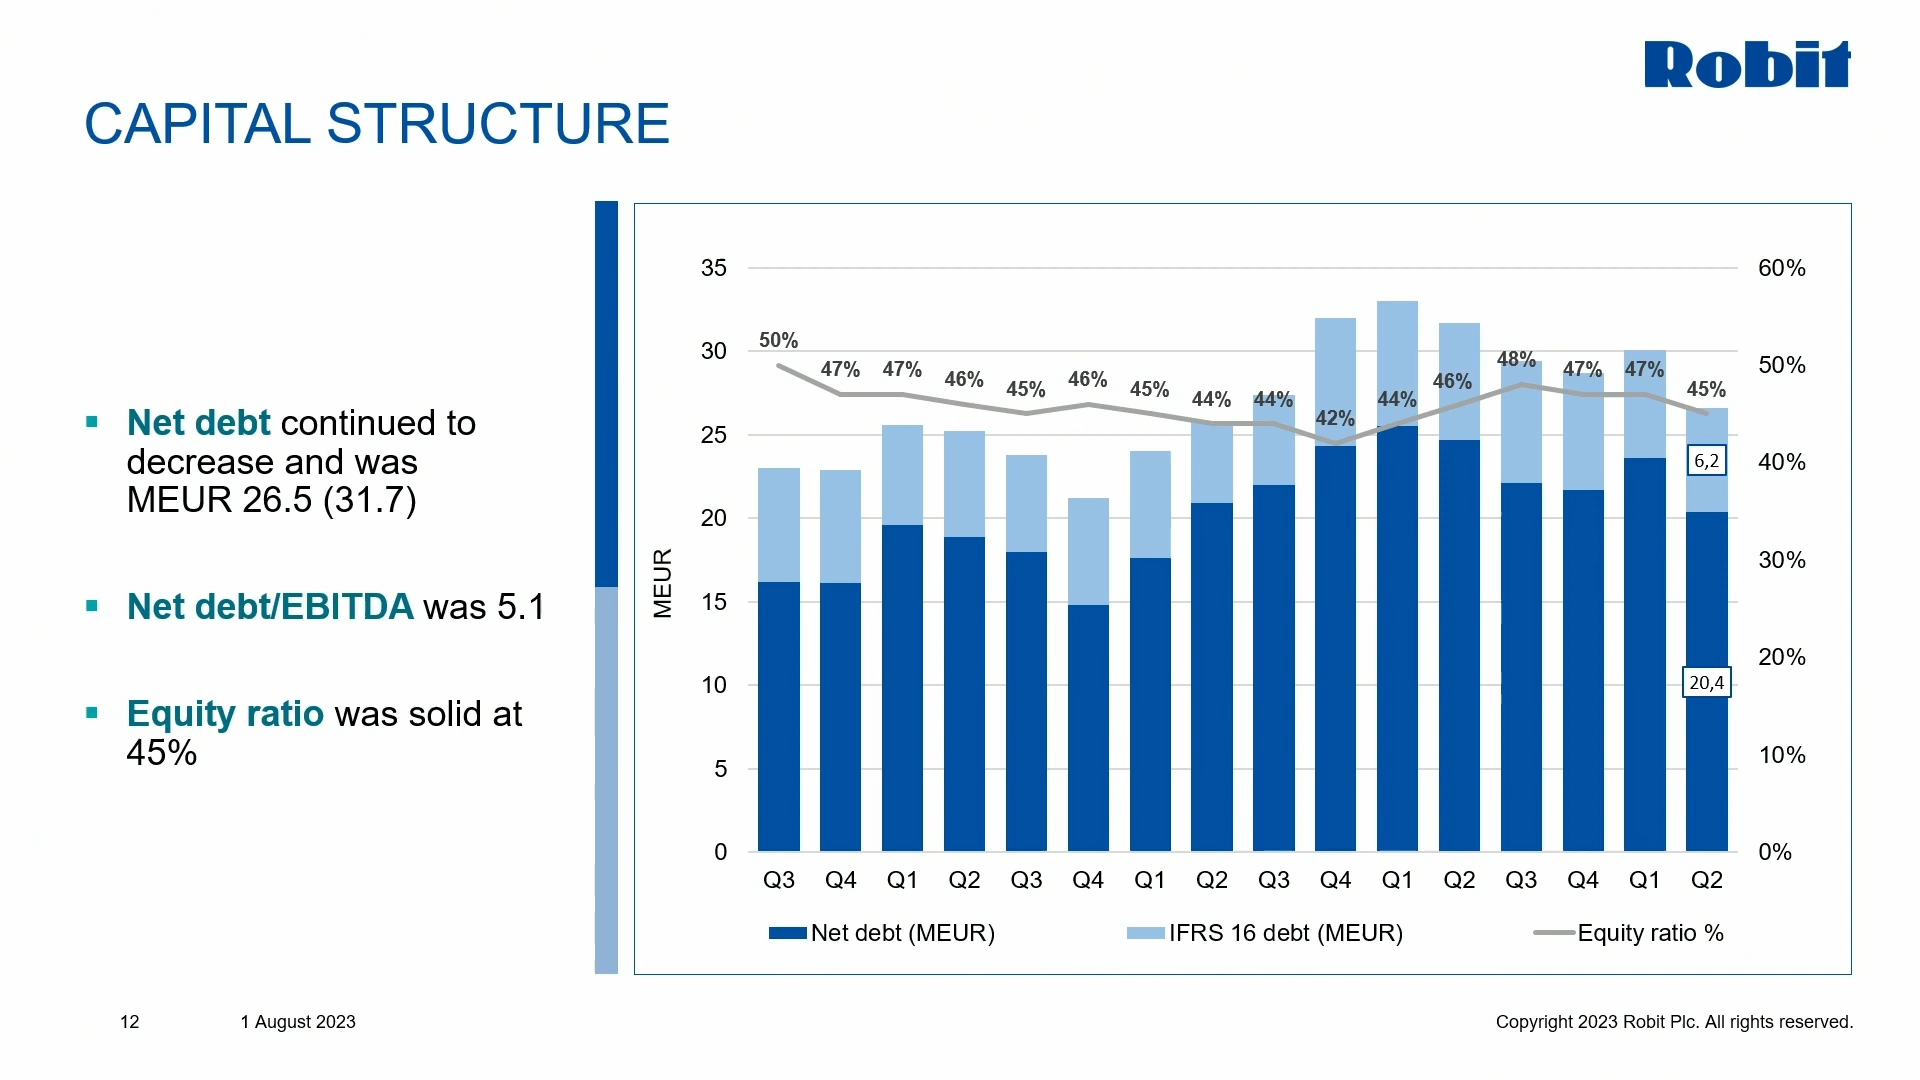 Robit
CAPITAL STRUCTURE
▪ Net debt continued to
decrease and was
MEUR 26.5 (31.7)
▪ Net debt/EBITDA was 5.1
▪ Equity ratio was solid at
45%
MEUR
35
30
25
20
15
10
5
0
60%
50%
40%
30%
20%
10%
0%
50% 47% 47% 46% 45% 46% 45% 44% 44% 42% 44% 46% 48% 47% 47% 45%
6,2
20,4
Q3 Q4 Q1 Q2 Q3 Q4 Q1 Q2 Q3 Q4 Q1 Q2 Q3 Q4 Q1 Q2
Net debt (MEUR) IFRS 16 debt (MEUR) Equity ratio %
12 1 August 2023 Copyright 2023 Robit Plc. All rights reserved.